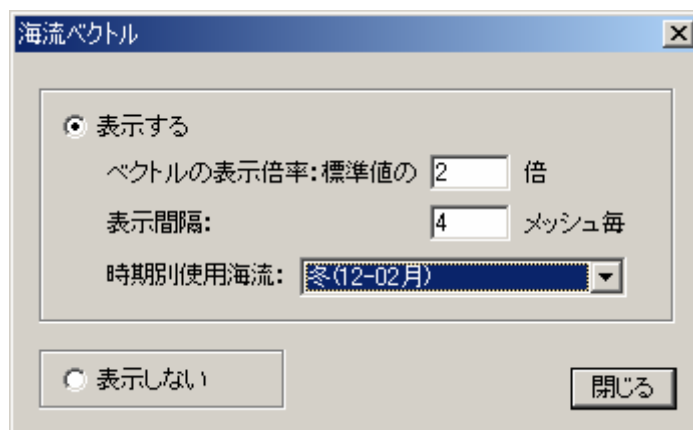 海流ベクトル
表示する
ベクトルの表示倍率:標準値の 2 倍
表示間隔: 4 メッシュ毎
時期別使用海流: 冬(12-02月)
表示しない
閉じる